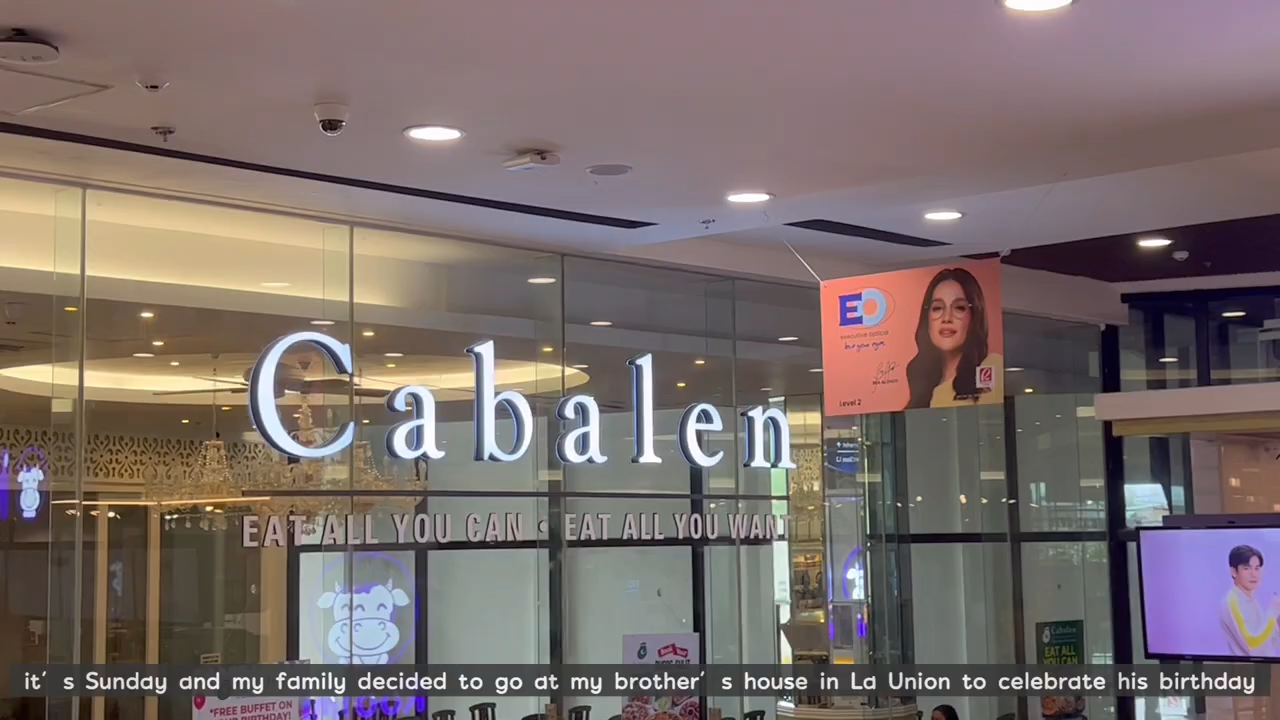 EO
executive optical
Level 2
Cabalen
EAT ALL YOU CAN • EAT ALL YOU WANT
Cabalen
EAT ALL
YOU CAN
it's Sunday and my family decided to go at my brother's house in La Union to celebrate his birthday
*FREE BUFFET ON
BIRTHDAY!